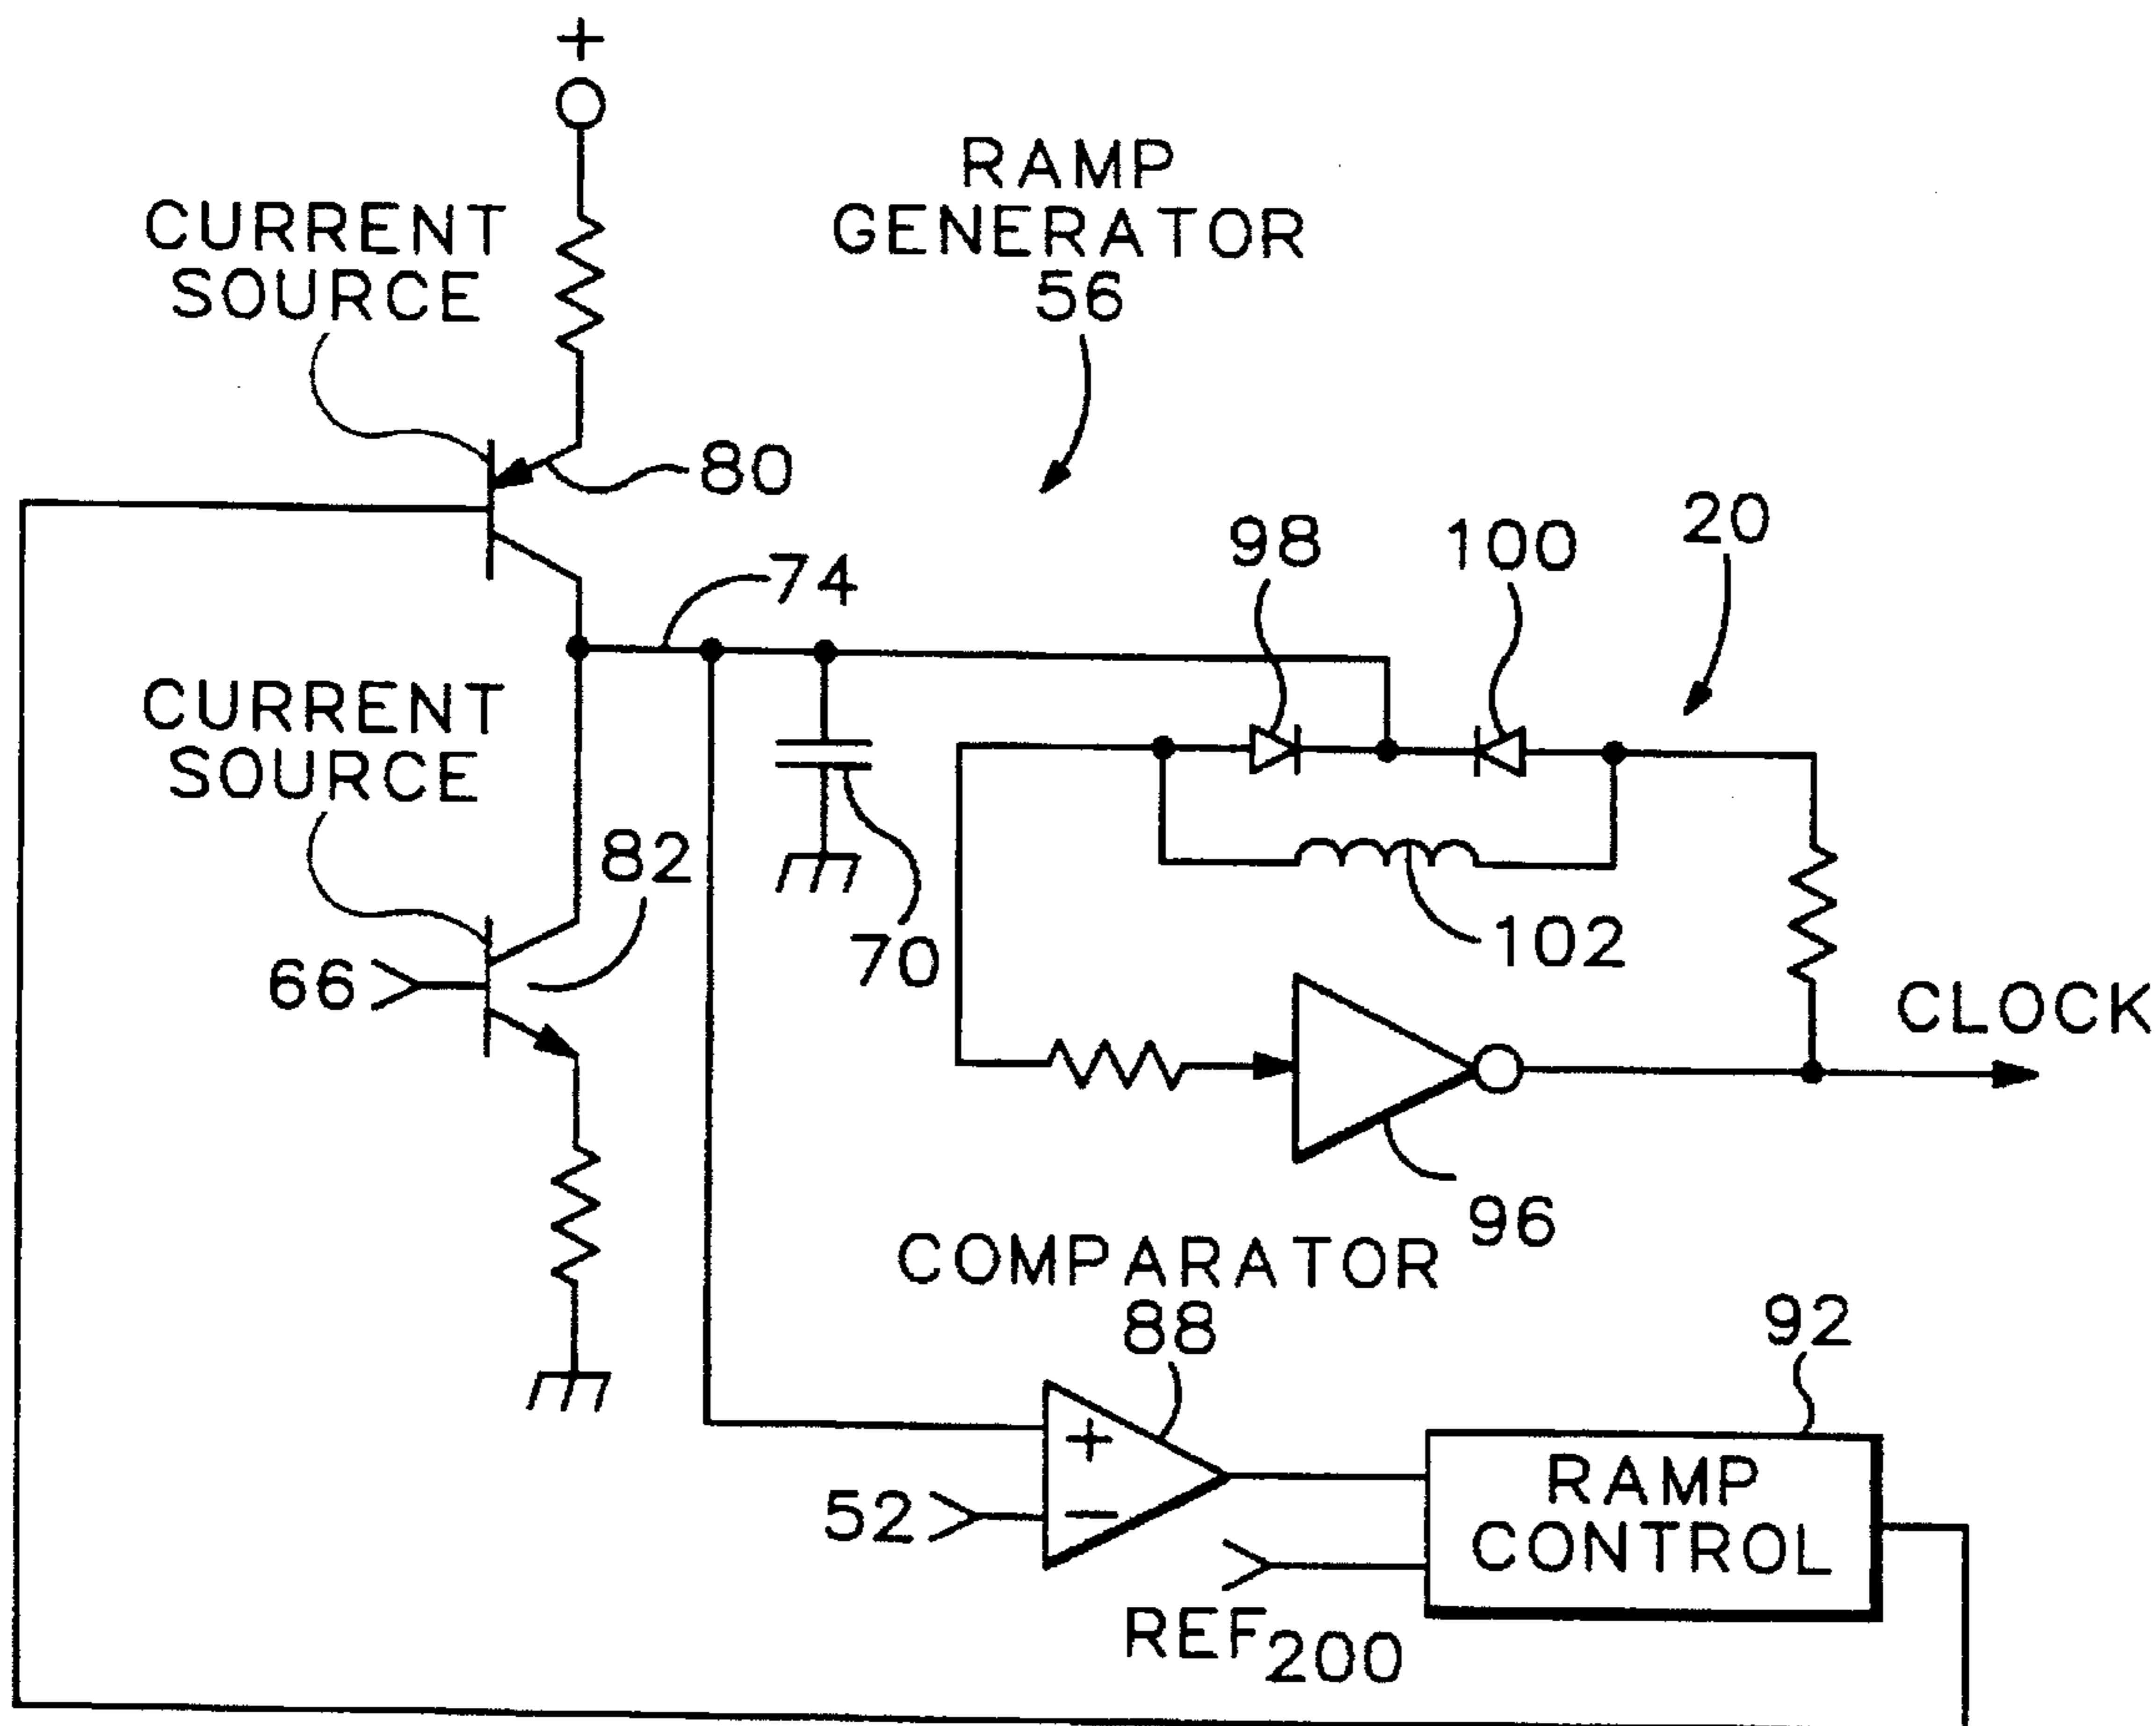 +
RAMP
GENERATOR
56
CURRENT
SOURCE
80
20
98
100
74
CURRENT
SOURCE
82
70
102
66
CLOCK
96
COMPARATOR
88
92
+
RAMP
CONTROL
52
−
REF200